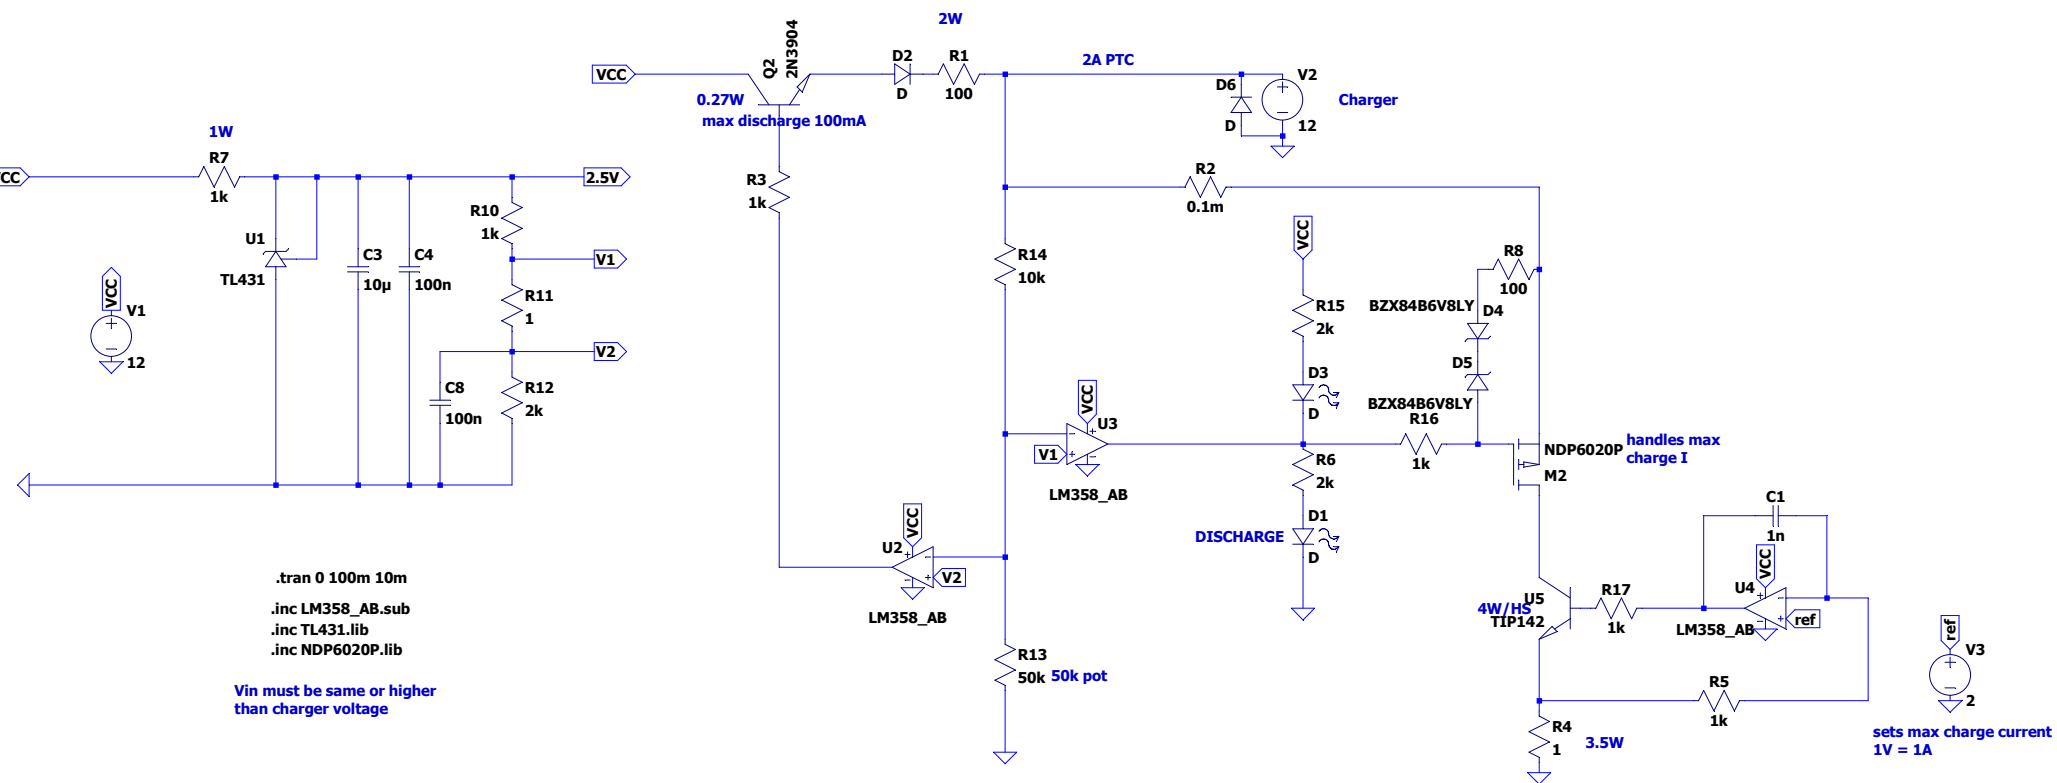 2W
VCC
Q2
2N3904
D2
D
R1
100
2A PTC
D6
D
V2
12
Charger
0.27W
max discharge 100mA
1W
R7
1k
CC
2.5V
R3
1k
R2
0.1m
R10
1k
U1
TL431
C3
10µ
C4
100n
V1
R11
1
VCC
V1
12
V2
C8
100n
R12
2k
R14
10k
VCC
R15
2k
R8
100
BZX84B6V8LY
D4
D5
BZX84B6V8LY
D3
D
VCC
U3
V1
LM358_AB
R16
1k
R6
2k
NDP6020P
M2
handles max
charge I
DISCHARGE
D1
D
VCC
U2
V2
LM358_AB
C1
1n
VCC
U4
ref
LM358_AB
R17
1k
4W/HS
U5
TIP142
.tran 0 100m 10m
.inc LM358_AB.sub
.inc TL431.lib
.inc NDP6020P.lib
Vin must be same or higher
than charger voltage
R13
50k
50k pot
R5
1k
R4
1
3.5W
ref
V3
2
sets max charge current
1V = 1A